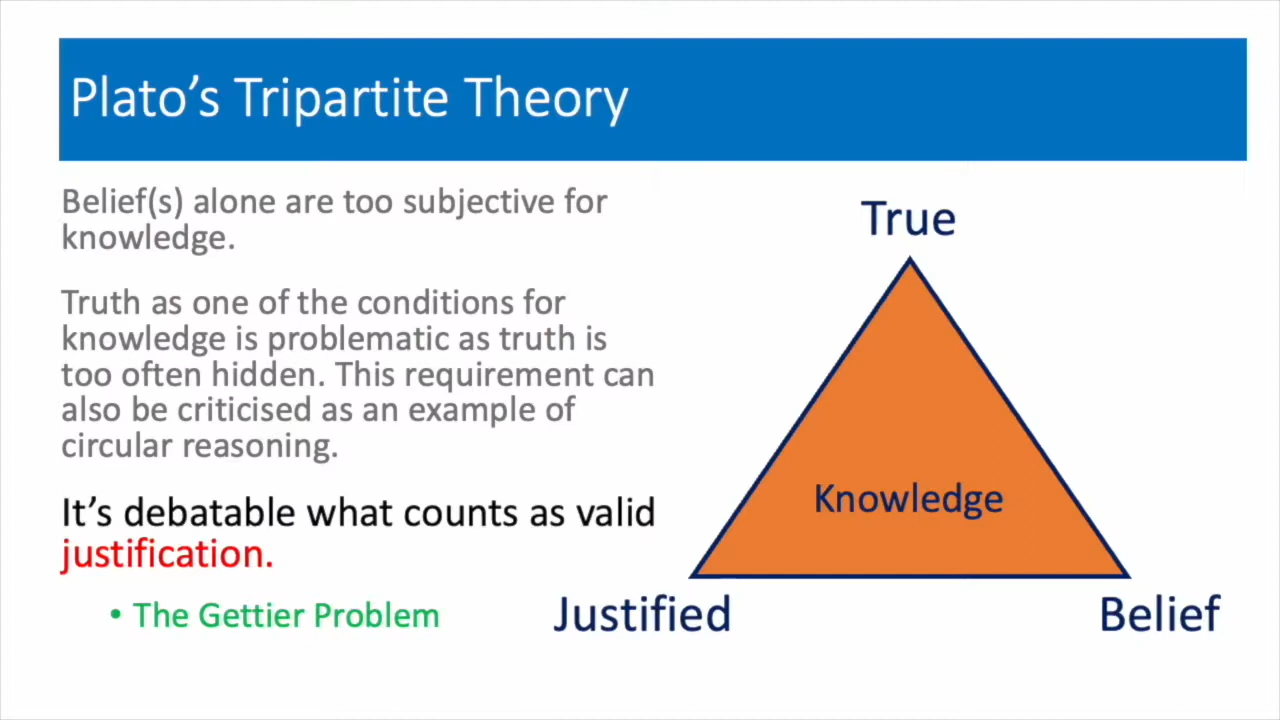 Plato’s Tripartite Theory
Belief(s) alone are too subjective for
knowledge.
Truth as one of the conditions for
knowledge is problematic as truth is
too often hidden. This requirement can
also be criticised as an example of
circular reasoning.
It’s debatable what counts as valid
justification.
• The Gettier Problem
True
Knowledge
Justified
Belief